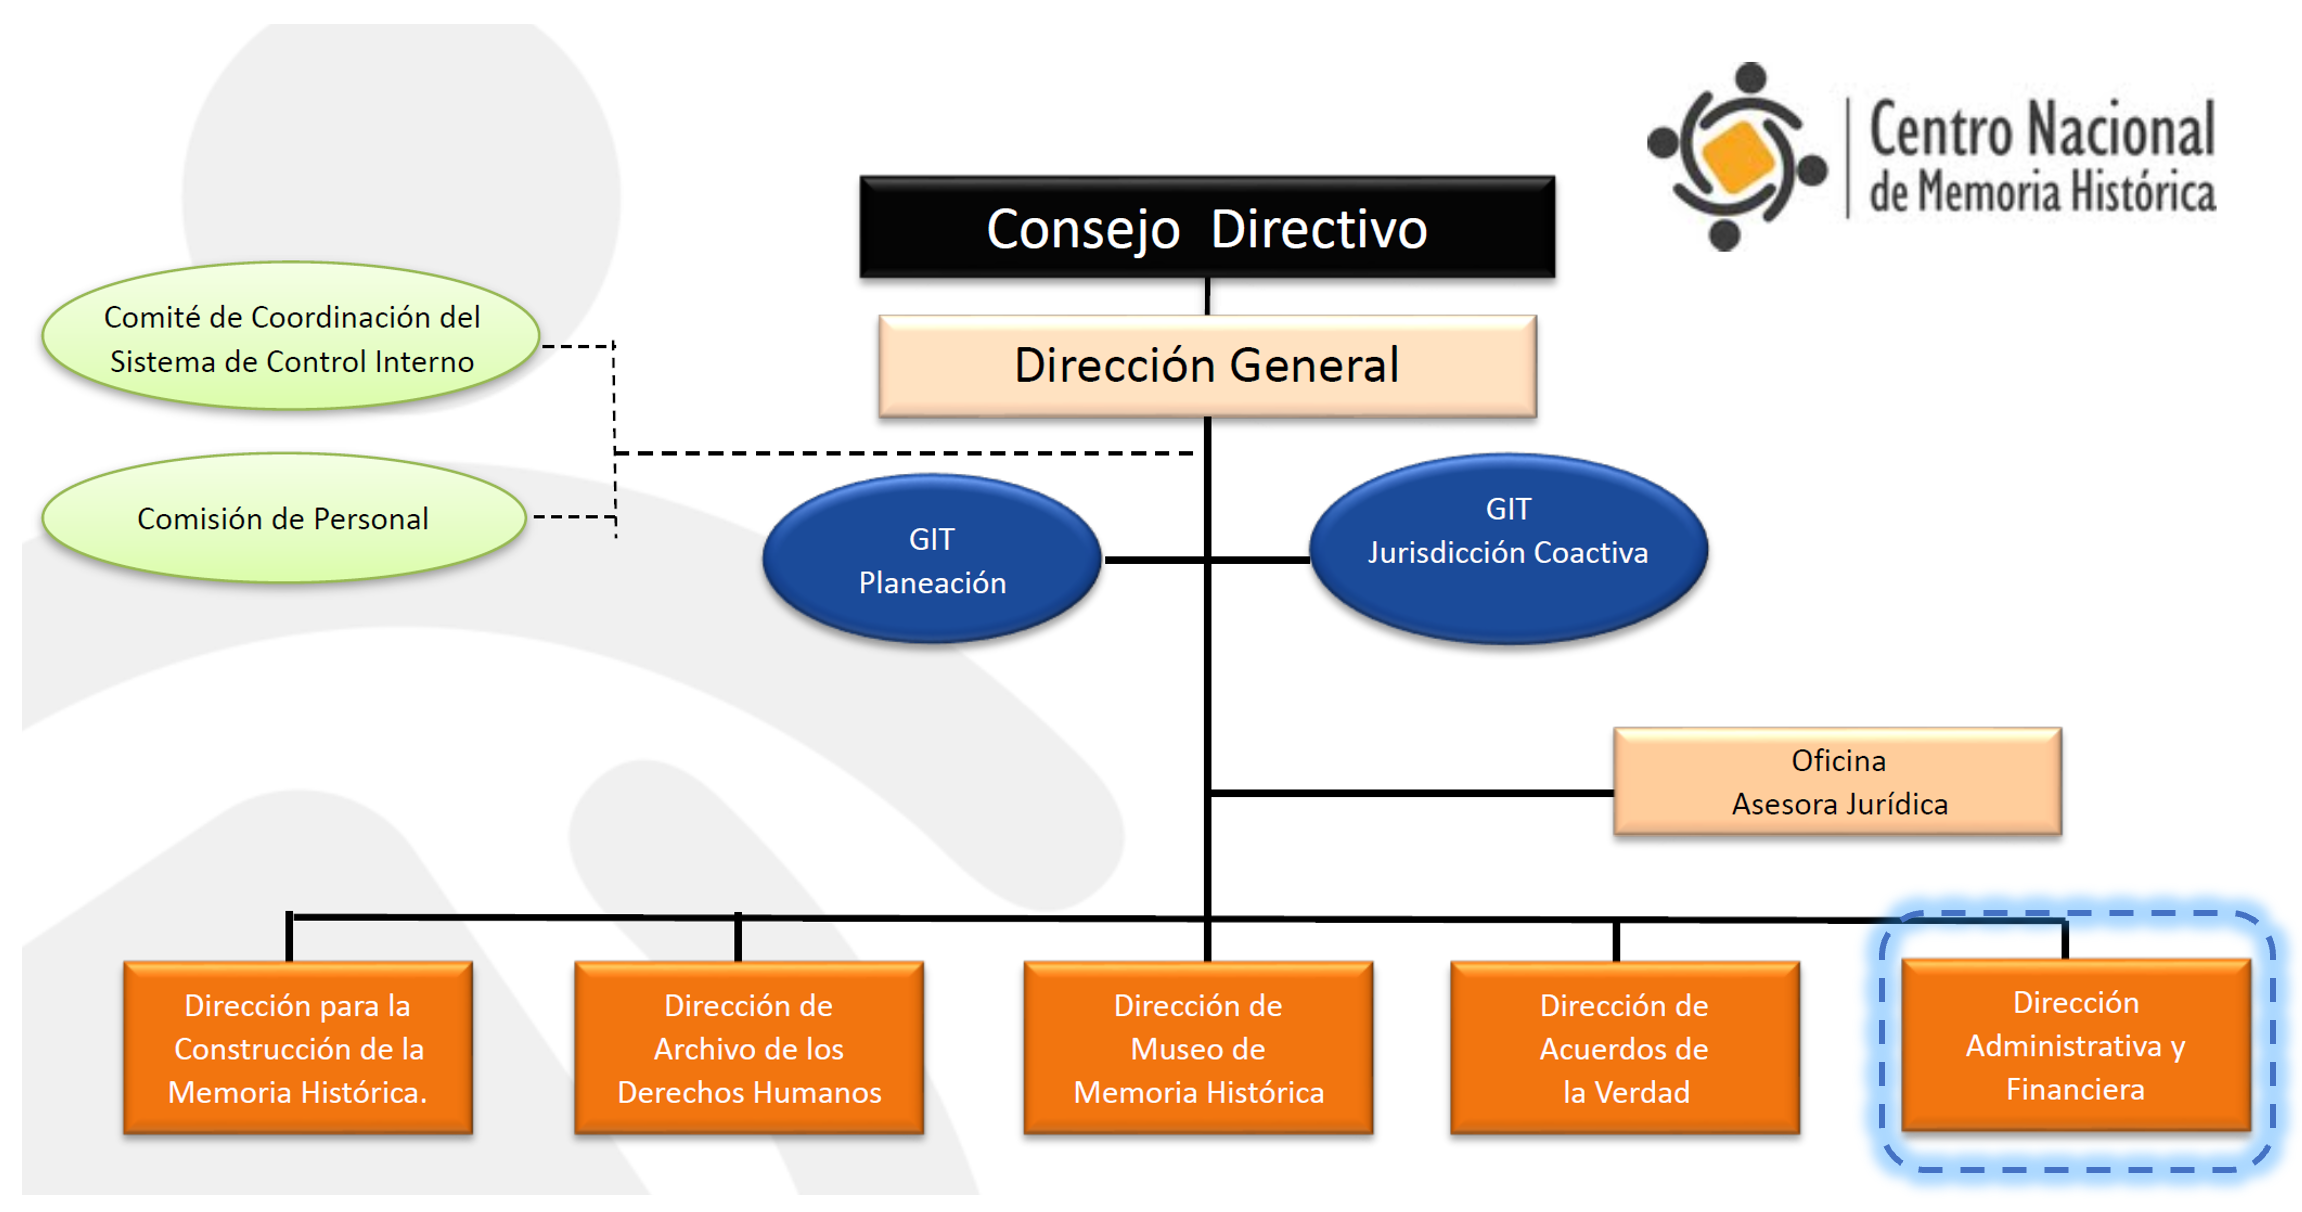 Centro Nacional
de Memoria Histórica
Consejo Directivo
Dirección General
Comité de Coordinación del
Sistema de Control Interno
Comisión de Personal
GIT
Planeación
GIT
Jurisdicción Coactiva
Oficina
Asesora Jurídica
Dirección para la
Construcción de la
Memoria Histórica.
Dirección de
Archivo de los
Derechos Humanos
Dirección de
Museo de
Memoria Histórica
Dirección de
Acuerdos de
la Verdad
Dirección
Administrativa y
Financiera